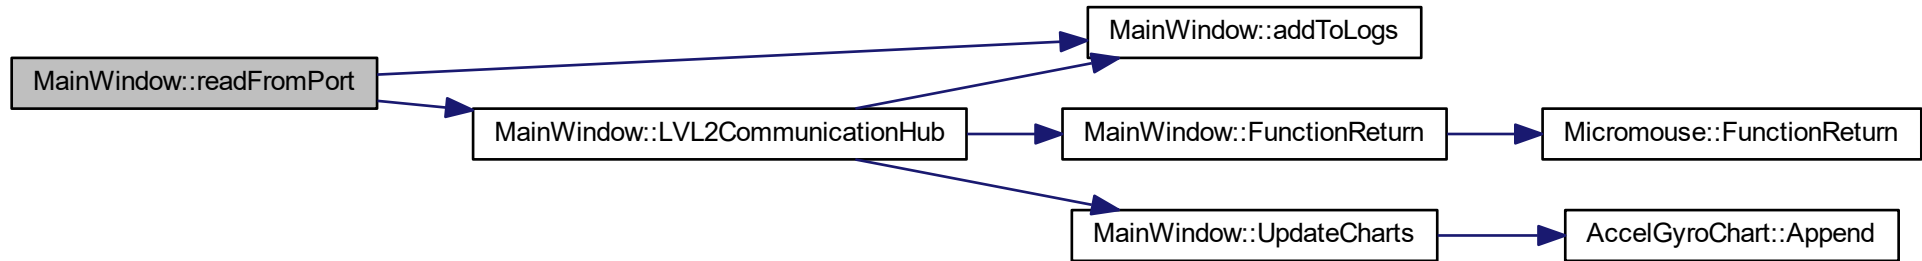 MainWindow::addToLogs
MainWindow::readFromPort
MainWindow::LVL2CommunicationHub
MainWindow::FunctionReturn
Micromouse::FunctionReturn
MainWindow::UpdateCharts
AccelGyroChart::Append